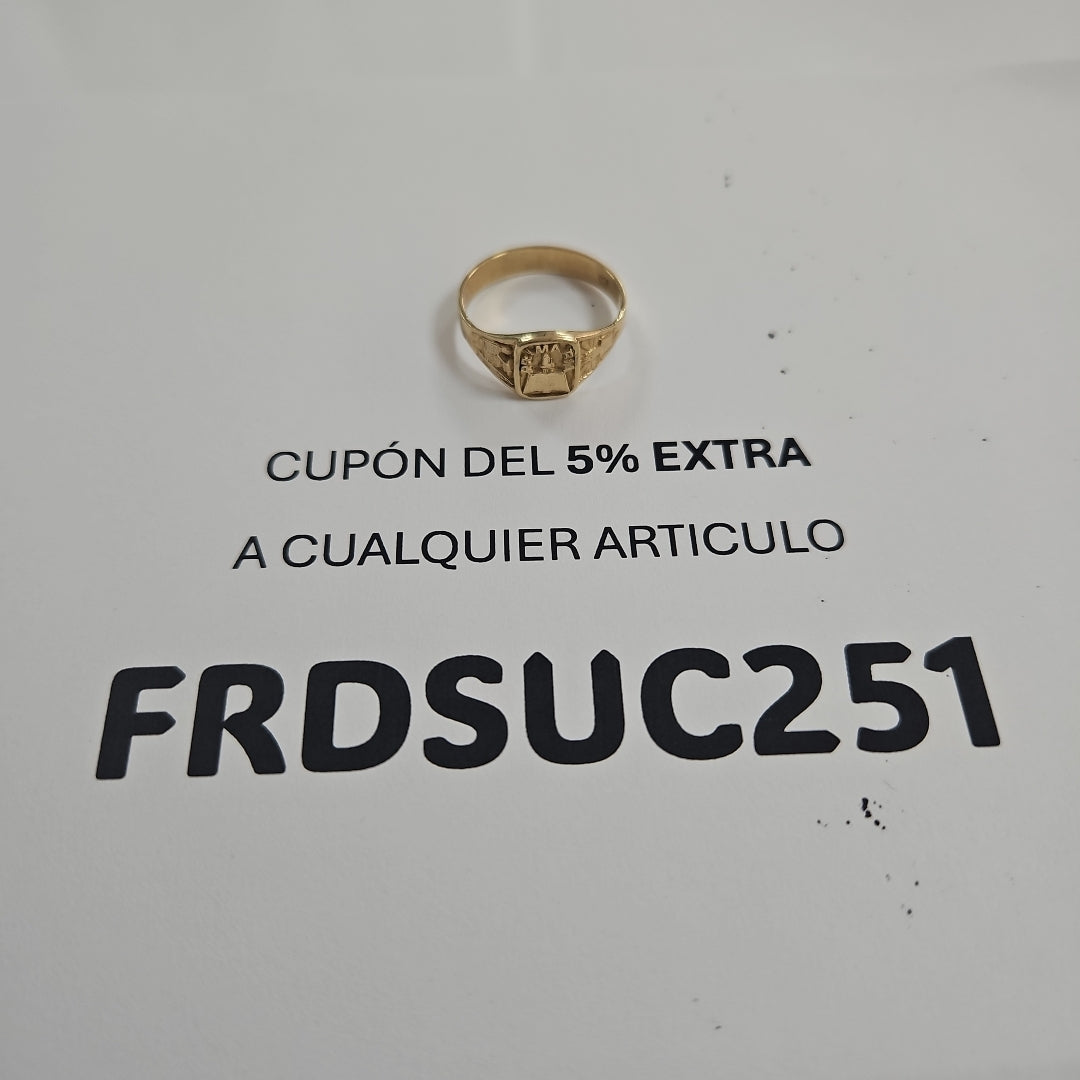 CUPÓN DEL 5% EXTRA
A CUALQUIER ARTICULO
FRDSUC251